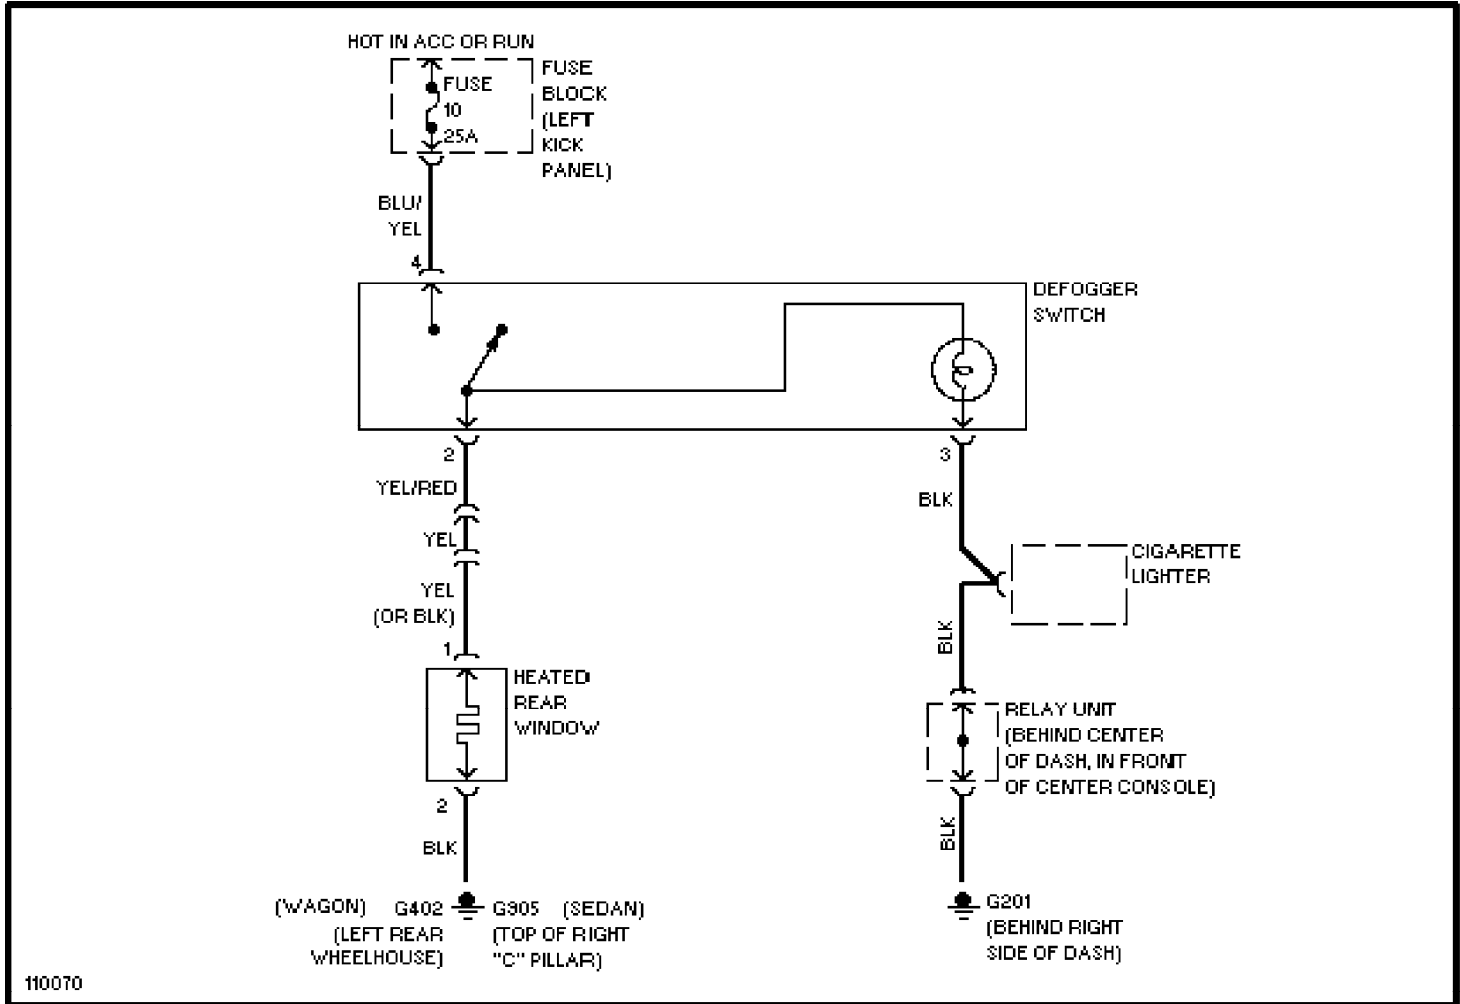 HOT IN ACC OR RUN
FUSE
10
25A
FUSE
BLOCK
(LEFT
KICK
PANEL)
BLU/
YEL
4
DEFOGGER
SWITCH
2
3
YEL/RED
BLK
YEL
CIGARETTE
LIGHTER
YEL
(OR BLK)
BLK
1
HEATED
REAR
WINDOW
RELAY UNIT
(BEHIND CENTER
OF DASH, IN FRONT
OF CENTER CONSOLE)
2
BLK
BLK
(WAGON) G402
(LEFT REAR
WHEELHOUSE)
G905 (SEDAN)
(TOP OF RIGHT
"C" PILLAR)
G201
(BEHIND RIGHT
SIDE OF DASH)
110070